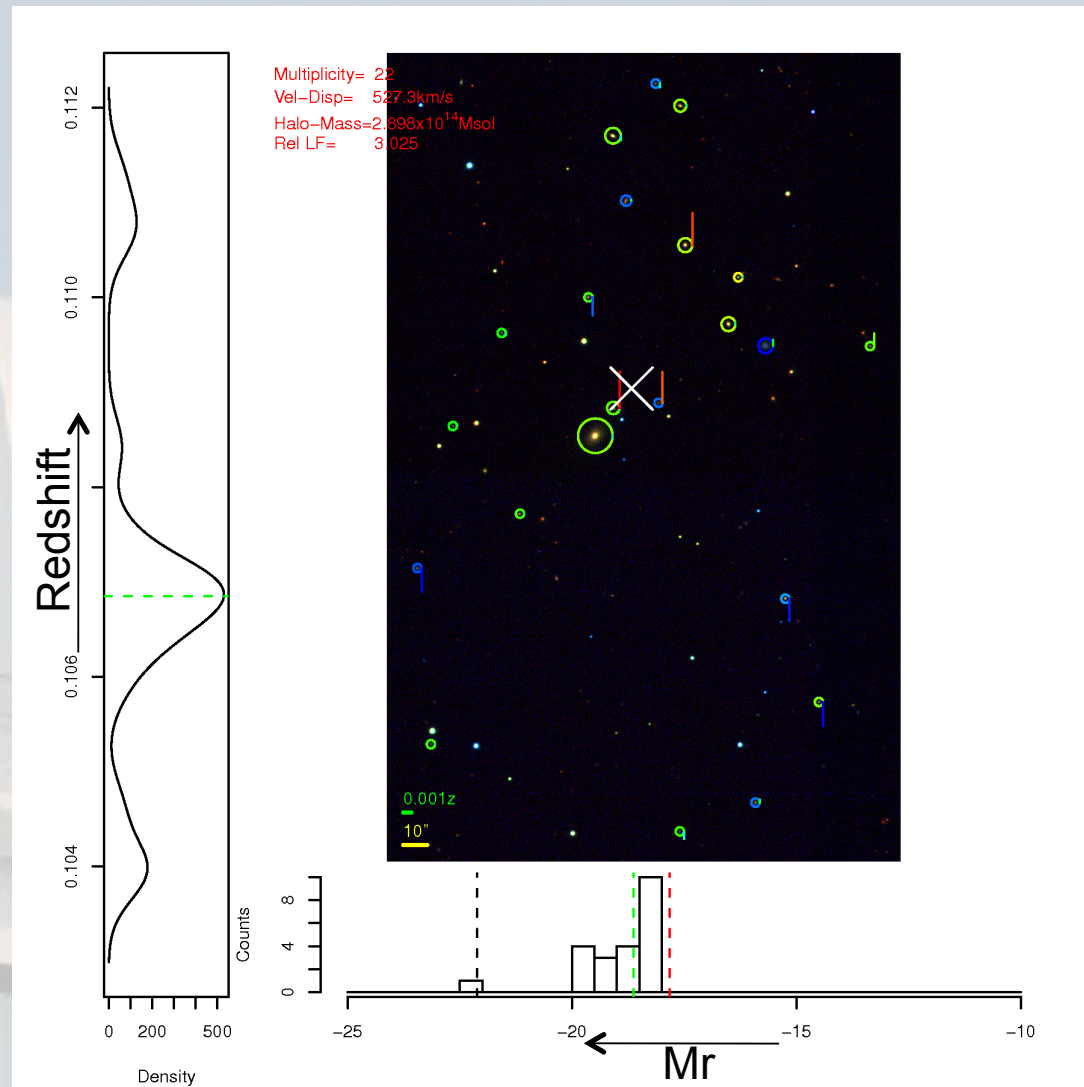 Multiplicity= 22
Vel-Disp= 527.3km/s
Halo-Mass=2.898x10^14Msol
Rel LF= 3.025
0.112
0.110
0.106
0.104
Redshift
0 200 500
Density
0.001z
10"
Counts
8
4
0
-25 -20 -15 -10
Mr